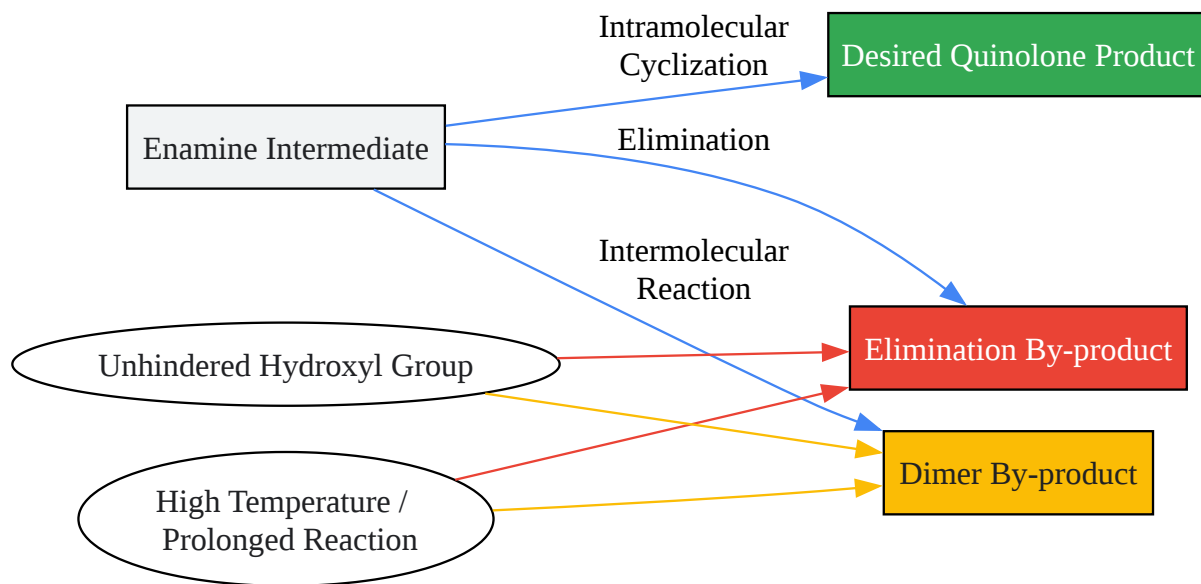 Intramolecular
Cyclization
Desired Quinolone Product
Enamine Intermediate
Elimination
Intermolecular
Reaction
Unhindered Hydroxyl Group
Elimination By-product
High Temperature /
Prolonged Reaction
Dimer By-product